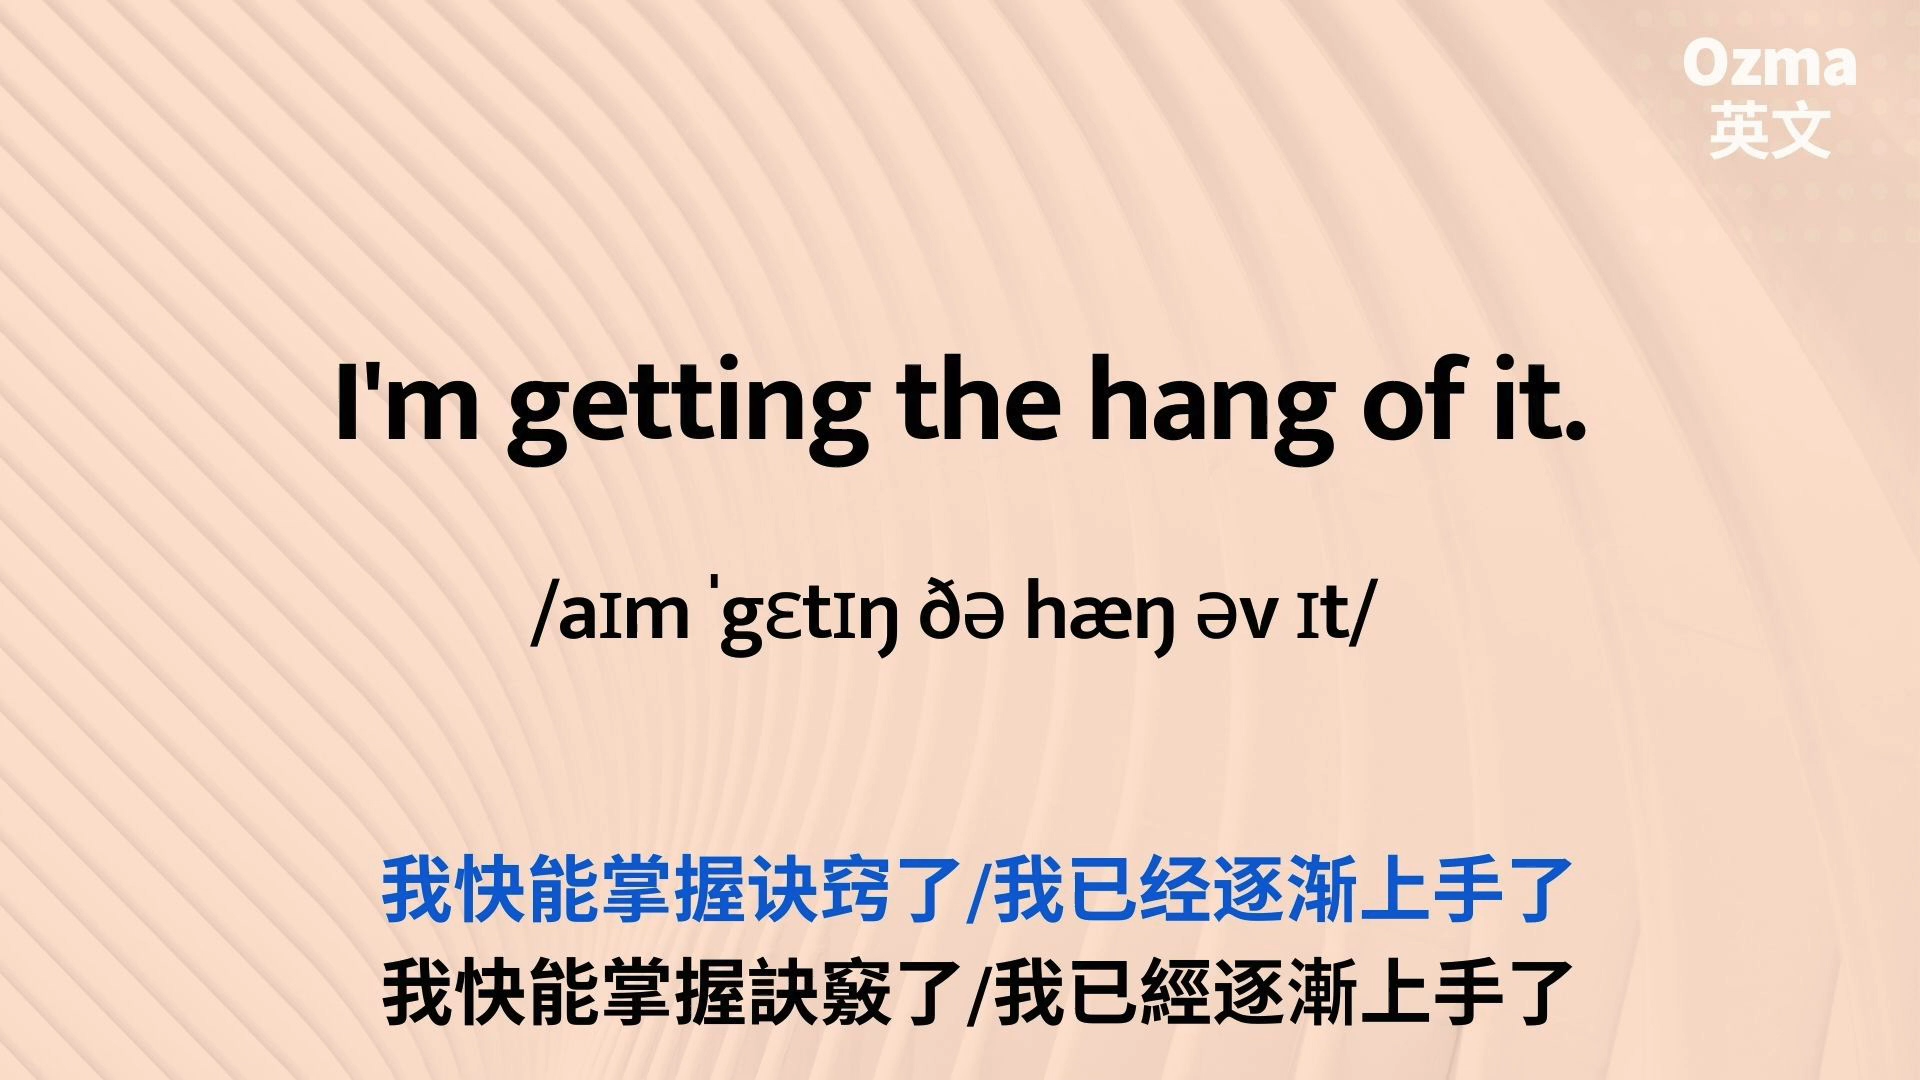 Ozma
英文
I'm getting the hang of it.
/aɪm ˈgɛtɪŋ ðə hæŋ əv ɪt/
我快能掌握诀窍了/我已经逐渐上手了
我快能掌握訣竅了/我已經逐漸上手了